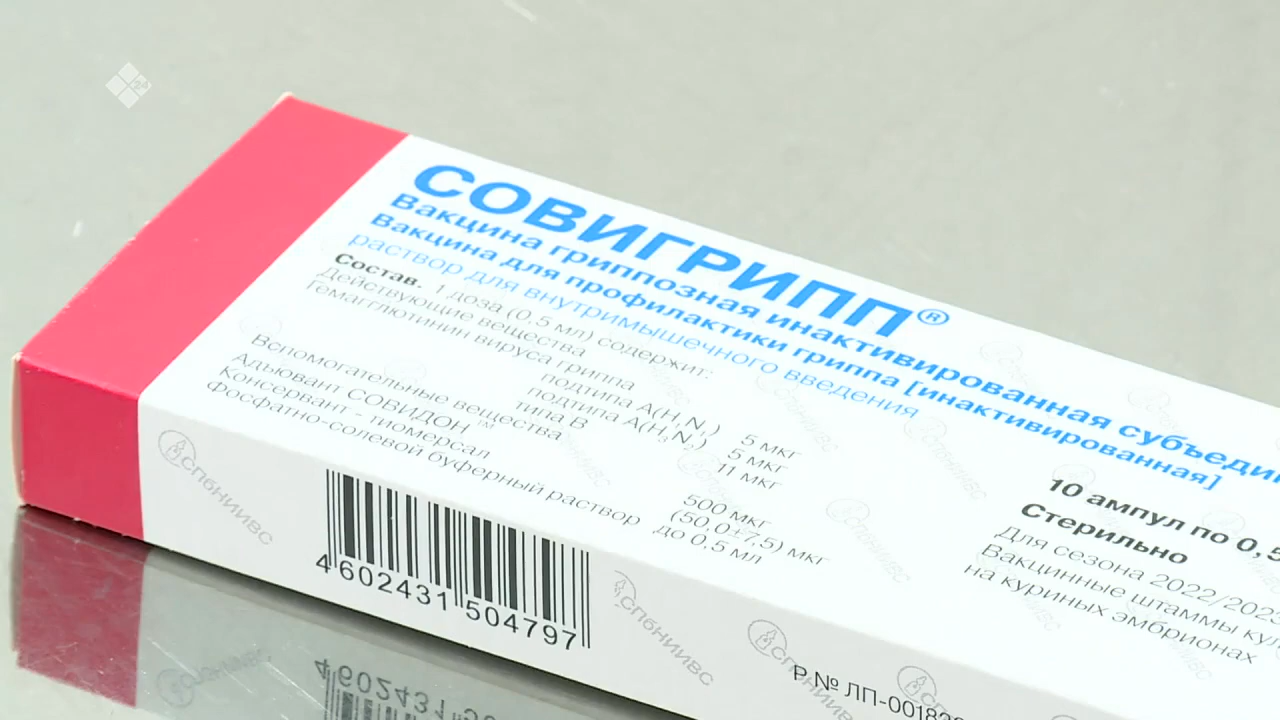 СОВИГРИПП®
Вакцина гриппозная инактивированная
Вакцина для профилактики гриппа [инактивированная]
раствор для внутримышечного введения
Состав. 1 доза (0.5 мл) содержит:
Действующие вещества
Гемагглютинин вируса гриппа
подтипа A(H1N1) 5 мкг
подтипа A(H3N2) 5 мкг
типа B 11 мкг
Вспомогательные вещества
Адъювант СОВИДОН™ 500 мкг
Консервант - тиомерсал (50,0±7,5) мкг
Фосфатно-солевой буферный раствор до 0.5 мл
10 ампул по 0,5
Стерильно
Для сезона 2022/2023
Вакцинные штаммы
на куриных эмбрионах
4 602431 504797
СПбНИИВС
Р № ЛП-00183
24